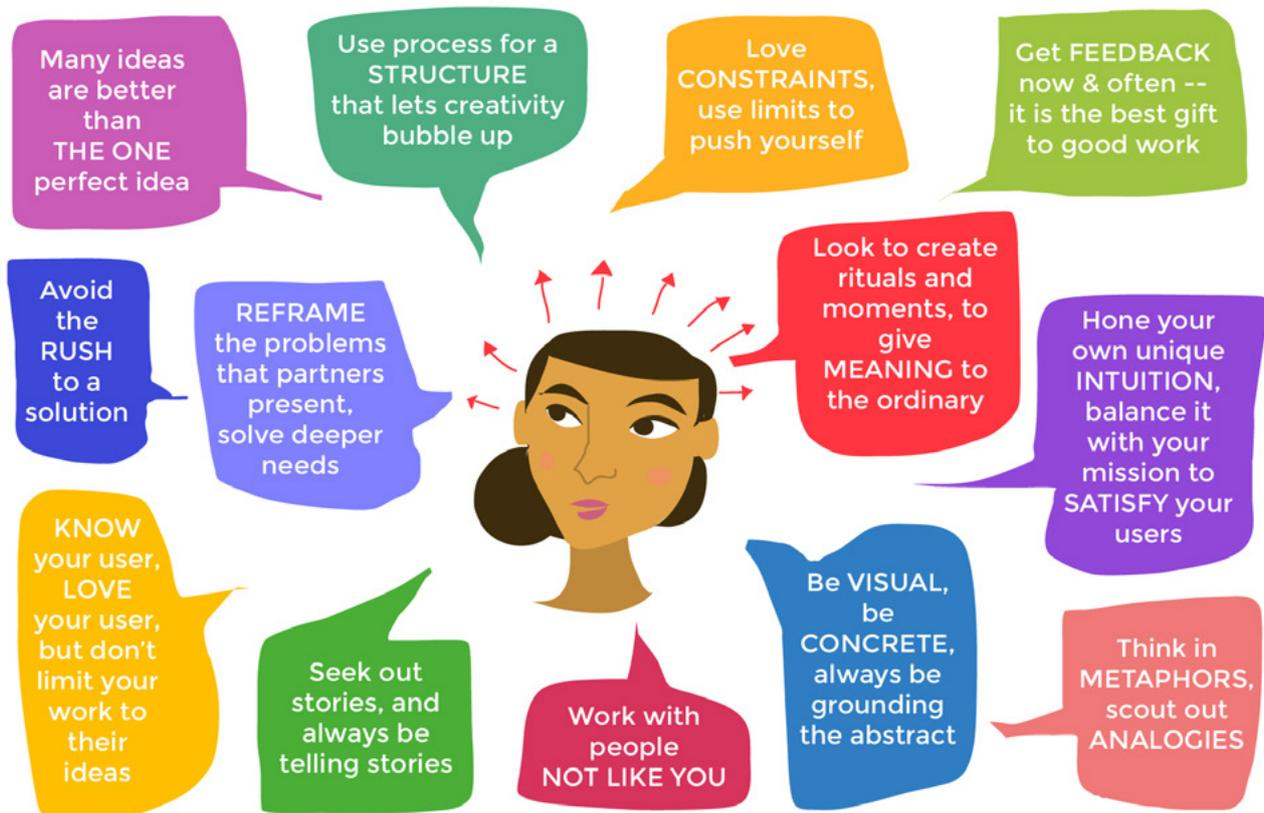 Many ideas
are better
than
THE ONE
perfect idea
Use process for a
STRUCTURE
that lets creativity
bubble up
Love
CONSTRAINTS,
use limits to
push yourself
Get FEEDBACK
now & often --
it is the best gift
to good work
Avoid
the
RUSH
to a
solution
REFRAME
the problems
that partners
present,
solve deeper
needs
Look to create
rituals and
moments, to
give
MEANING to
the ordinary
Hone your
own unique
INTUITION,
balance it
with your
mission to
SATISFY your
users
KNOW
your user,
LOVE
your user,
but don't
limit your
work to
their
ideas
Seek out
stories, and
always be
telling stories
Work with
people
NOT LIKE YOU
Be VISUAL,
be
CONCRETE,
always be
grounding
the abstract
Think in
METAPHORS,
scout out
ANALOGIES